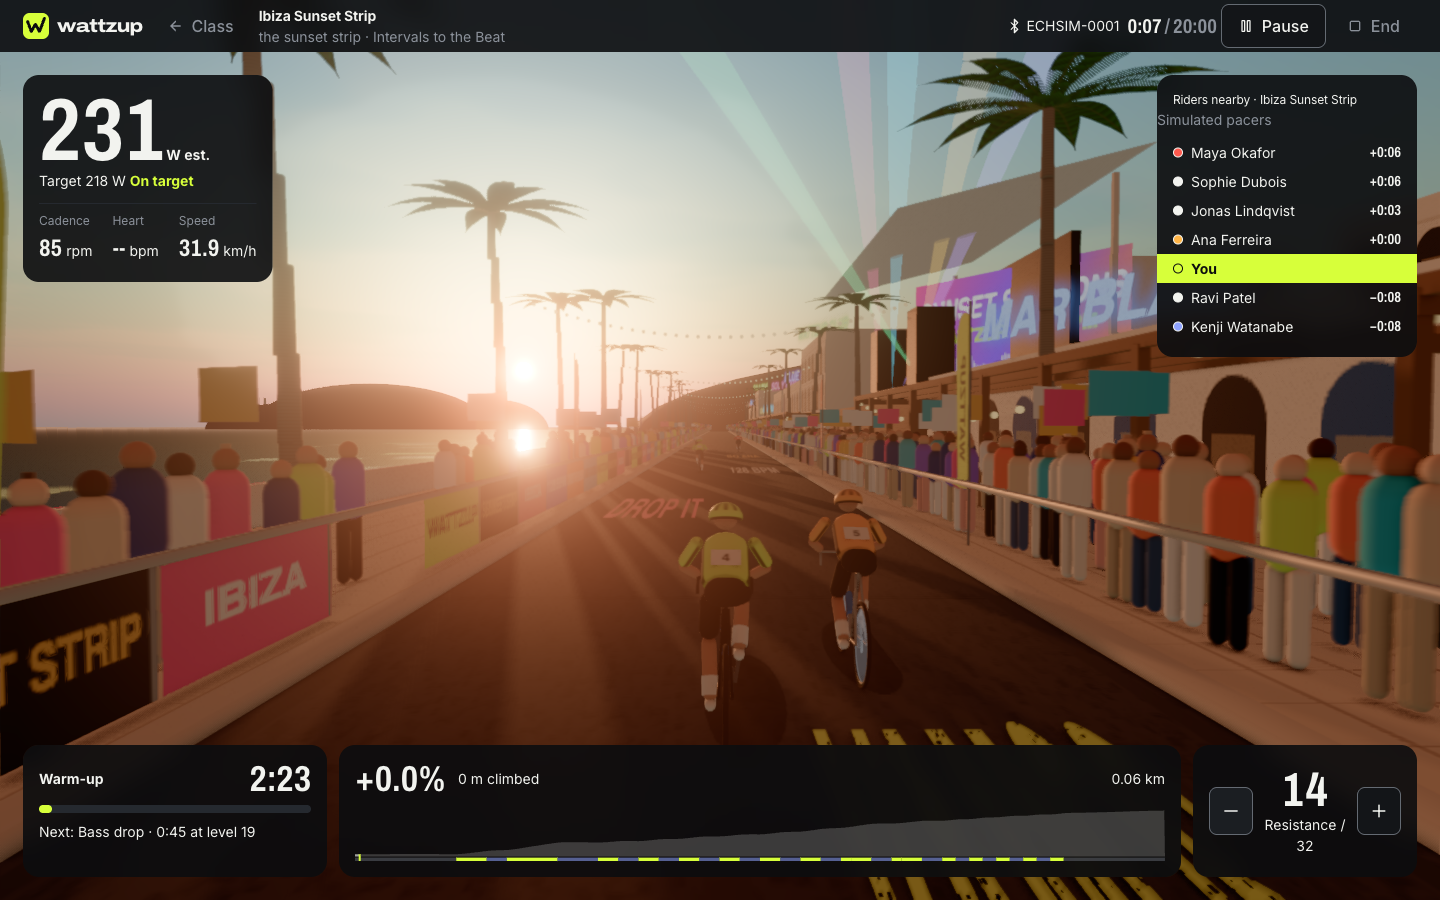 wattzup
Class
Ibiza Sunset Strip
the sunset strip · Intervals to the Beat
ECHSIM-0001 0:07 / 20:00
Pause
End
231 W est.
Target 218 W On target
Cadence Heart Speed
85 rpm -- bpm 31.9 km/h
Riders nearby · Ibiza Sunset Strip
Simulated pacers
Maya Okafor +0:06
Sophie Dubois +0:06
Jonas Lindqvist +0:03
Ana Ferreira +0:00
You
Ravi Patel −0:08
Kenji Watanabe −0:08
DROP IT
WATTZUP
IBIZA
T STRIP
4
Warm-up 2:23
Next: Bass drop · 0:45 at level 19
+0.0% 0 m climbed 0.06 km
14
Resistance /
32